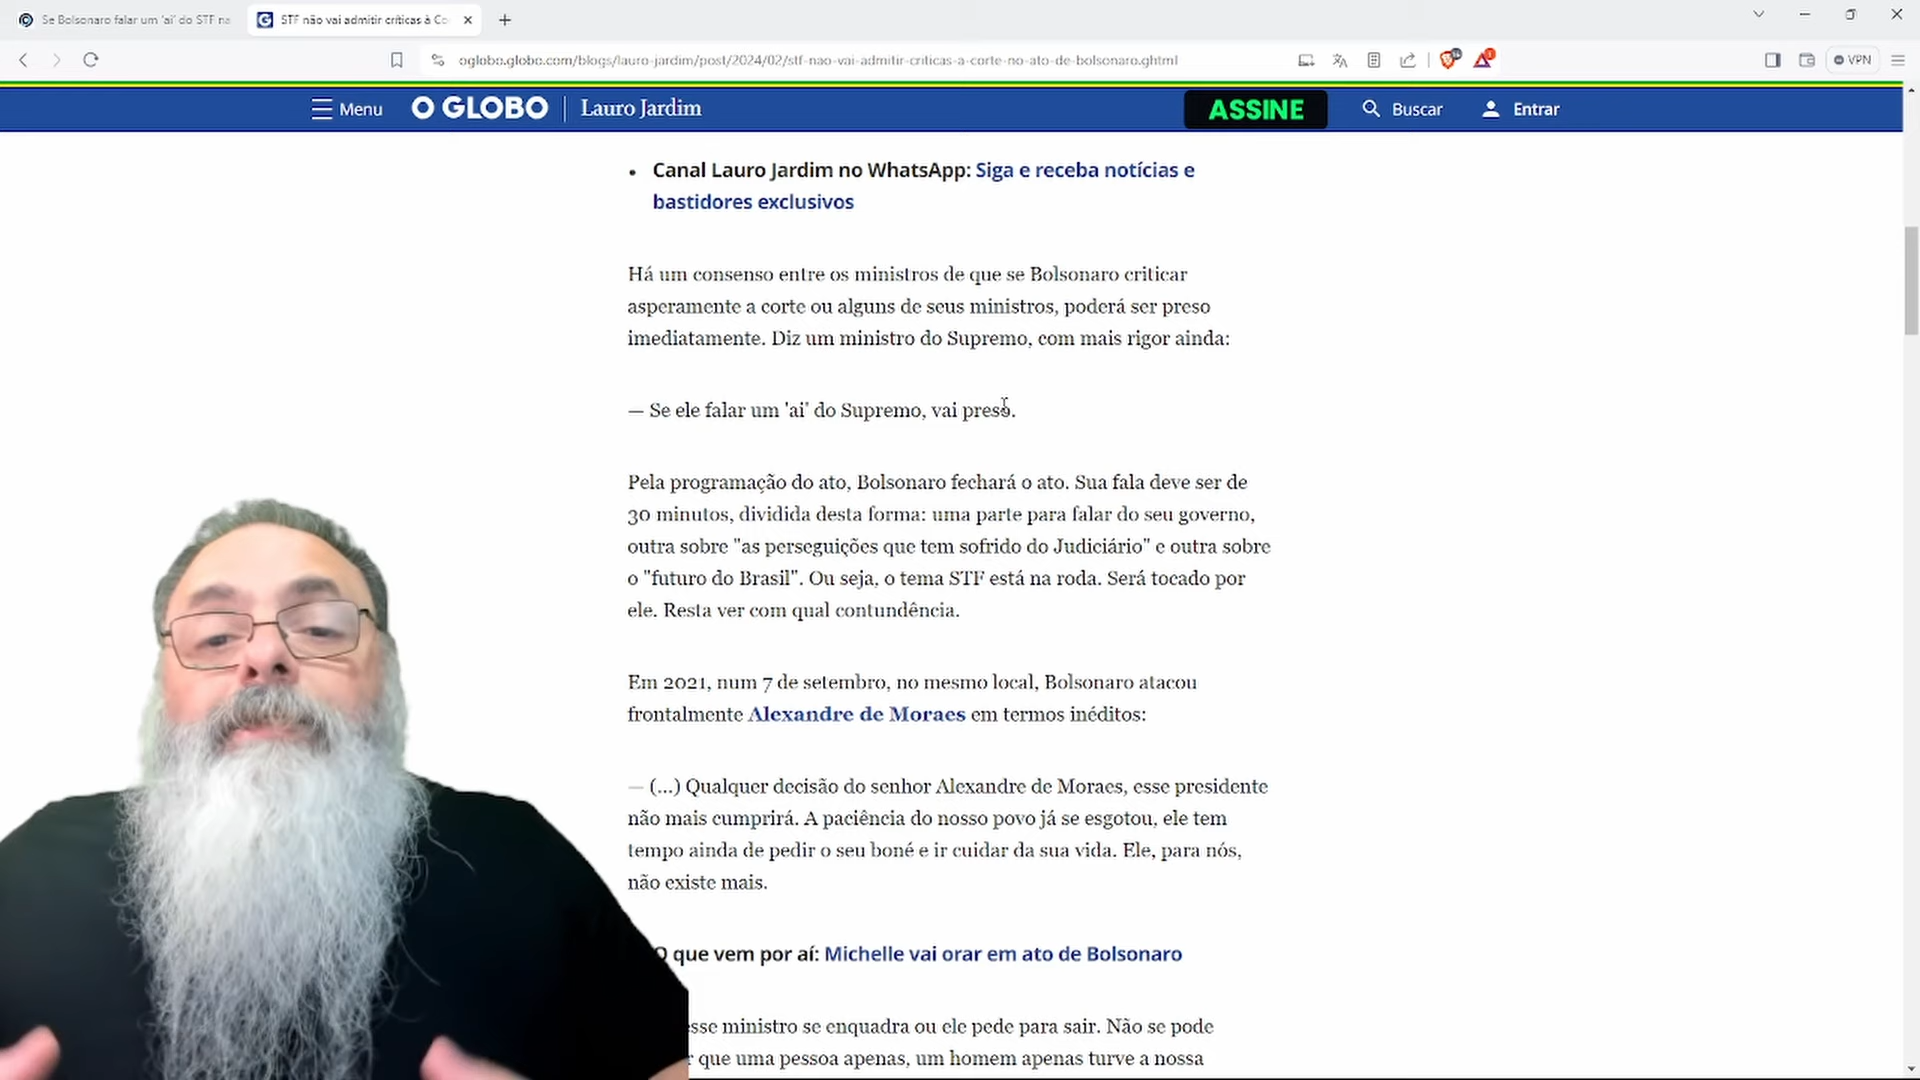 Se Bolsonaro falar um 'ai' do STF na
STF não vai admitir críticas à Co
oglobo.globo.com/blogs/lauro-jardim/post/2024/02/stf-nao-vai-admitir-criticas-a-corte-no-ato-de-bolsonaro.ghtml
VPN
Menu
O GLOBO
Lauro Jardim
ASSINE
Buscar
Entrar
• Canal Lauro Jardim no WhatsApp: Siga e receba notícias e
bastidores exclusivos
Há um consenso entre os ministros de que se Bolsonaro criticar
asperamente a corte ou alguns de seus ministros, poderá ser preso
imediatamente. Diz um ministro do Supremo, com mais rigor ainda:
— Se ele falar um 'ai' do Supremo, vai preso.
Pela programação do ato, Bolsonaro fechará o ato. Sua fala deve ser de
30 minutos, dividida desta forma: uma parte para falar do seu governo,
outra sobre "as perseguições que tem sofrido do Judiciário" e outra sobre
o "futuro do Brasil". Ou seja, o tema STF está na roda. Será tocado por
ele. Resta ver com qual contundência.
Em 2021, num 7 de setembro, no mesmo local, Bolsonaro atacou
frontalmente Alexandre de Moraes em termos inéditos:
— (...) Qualquer decisão do senhor Alexandre de Moraes, esse presidente
não mais cumprirá. A paciência do nosso povo já se esgotou, ele tem
tempo ainda de pedir o seu boné e ir cuidar da sua vida. Ele, para nós,
não existe mais.
O que vem por aí: Michelle vai orar em ato de Bolsonaro
esse ministro se enquadra ou ele pede para sair. Não se pode
que uma pessoa apenas, um homem apenas turve a nossa